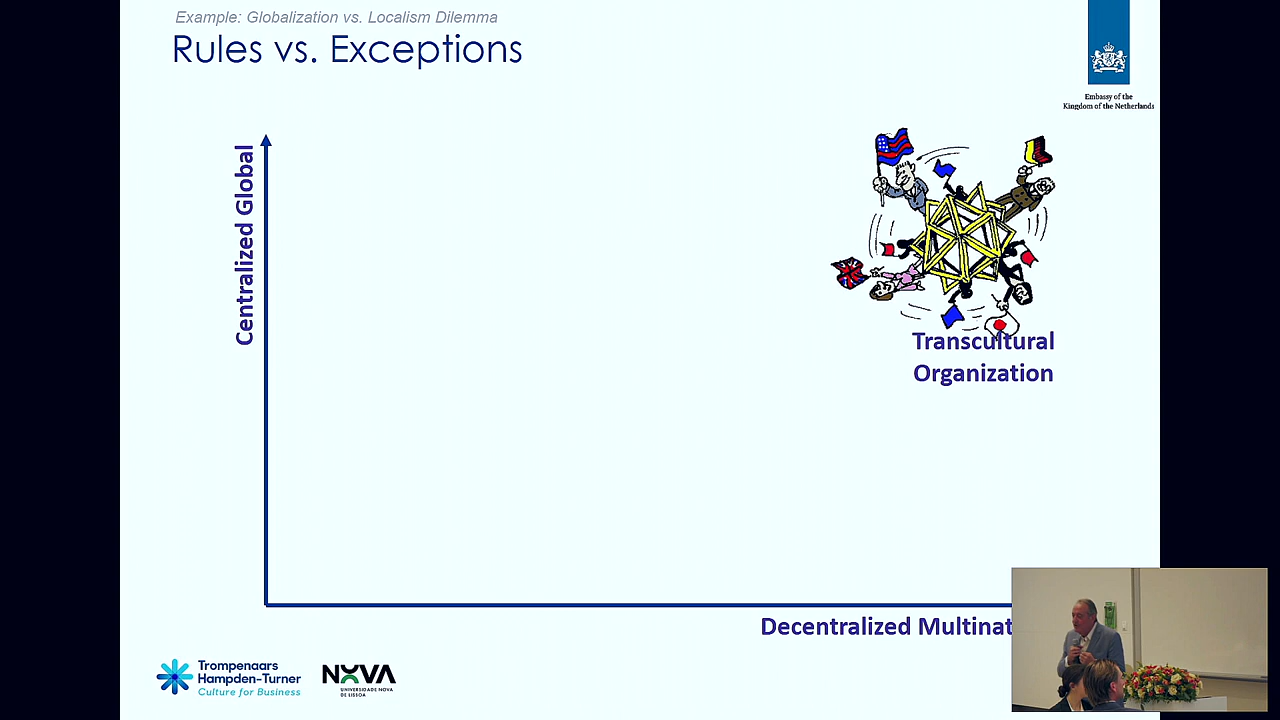 Example: Globalization vs. Localism Dilemma
Rules vs. Exceptions
Embassy of the
Kingdom of the Netherlands
Centralized Global
Transcultural
Organization
Decentralized Multinat
Trompenaars
Hampden-Turner
Culture for Business
NOVA
UNIVERSIDADE NOVA
DE LISBOA